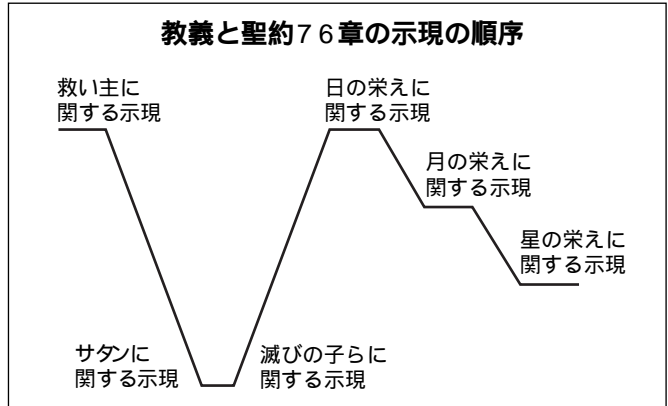 教義と聖約７６章の示現の順序
救い主に
関する示現
日の栄えに
関する示現
月の栄えに
関する示現
星の栄えに
関する示現
サタンに
関する示現
滅びの子らに
関する示現